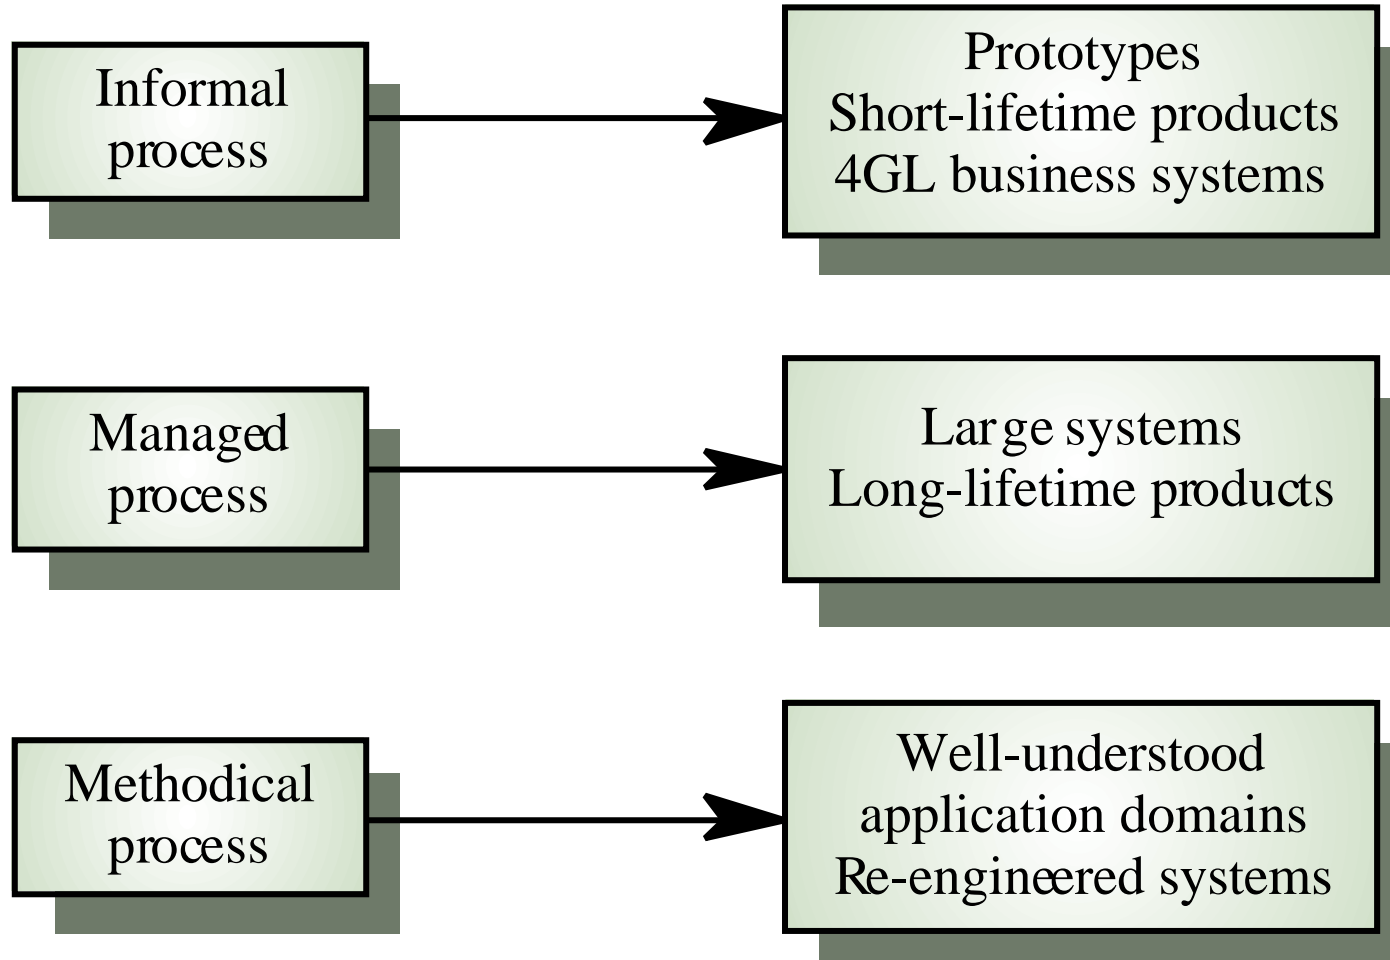 Informal
process
Prototypes
Short-lifetime products
4GL business systems
Managed
process
Large systems
Long-lifetime products
Methodical
process
Well-understood
application domains
Re-engineered systems